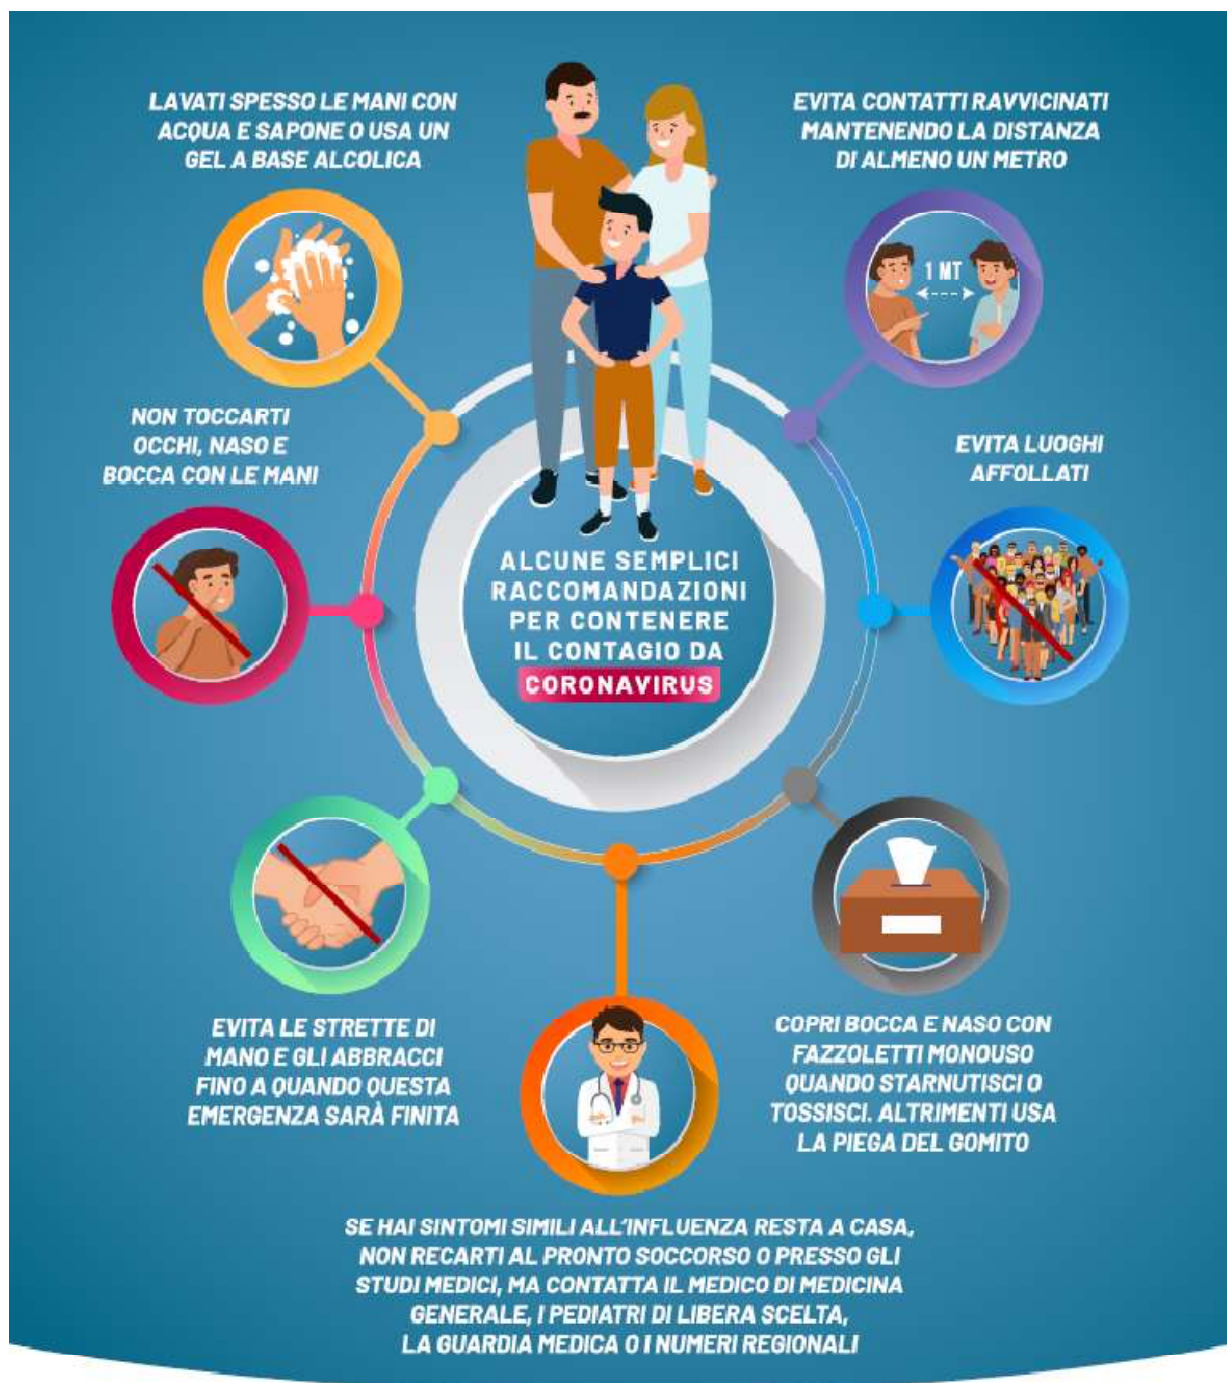 LAVATI SPESSO LE MANI CON
ACQUA E SAPONE O USA UN
GEL A BASE ALCOLICA
EVITA CONTATTI RAVVICINATI
MANTENENDO LA DISTANZA
DI ALMENO UN METRO
1 MT
NON TOCCARTI
OCCHI, NASO E
BOCCA CON LE MANI
EVITA LUOGHI
AFFOLLATI
ALCUNE SEMPLICI
RACCOMANDAZIONI
PER CONTENERE
IL CONTAGIO DA
CORONAVIRUS
EVITA LE STRETTE DI
MANO E GLI ABBRACCI
FINO A QUANDO QUESTA
EMERGENZA SARÀ FINITA
COPRI BOCCA E NASO CON
FAZZOLETTI MONOUSO
QUANDO STARNUTISCI O
TOSSISCI. ALTRIMENTI USA
LA PIEGA DEL GOMITO
SE HAI SINTOMI SIMILI ALL'INFLUENZA RESTA A CASA,
NON RECARTI AL PRONTO SOCCORSO O PRESSO GLI
STUDI MEDICI, MA CONTATTA IL MEDICO DI MEDICINA
GENERALE, I PEDIATRI DI LIBERA SCELTA,
LA GUARDIA MEDICA O I NUMERI REGIONALI